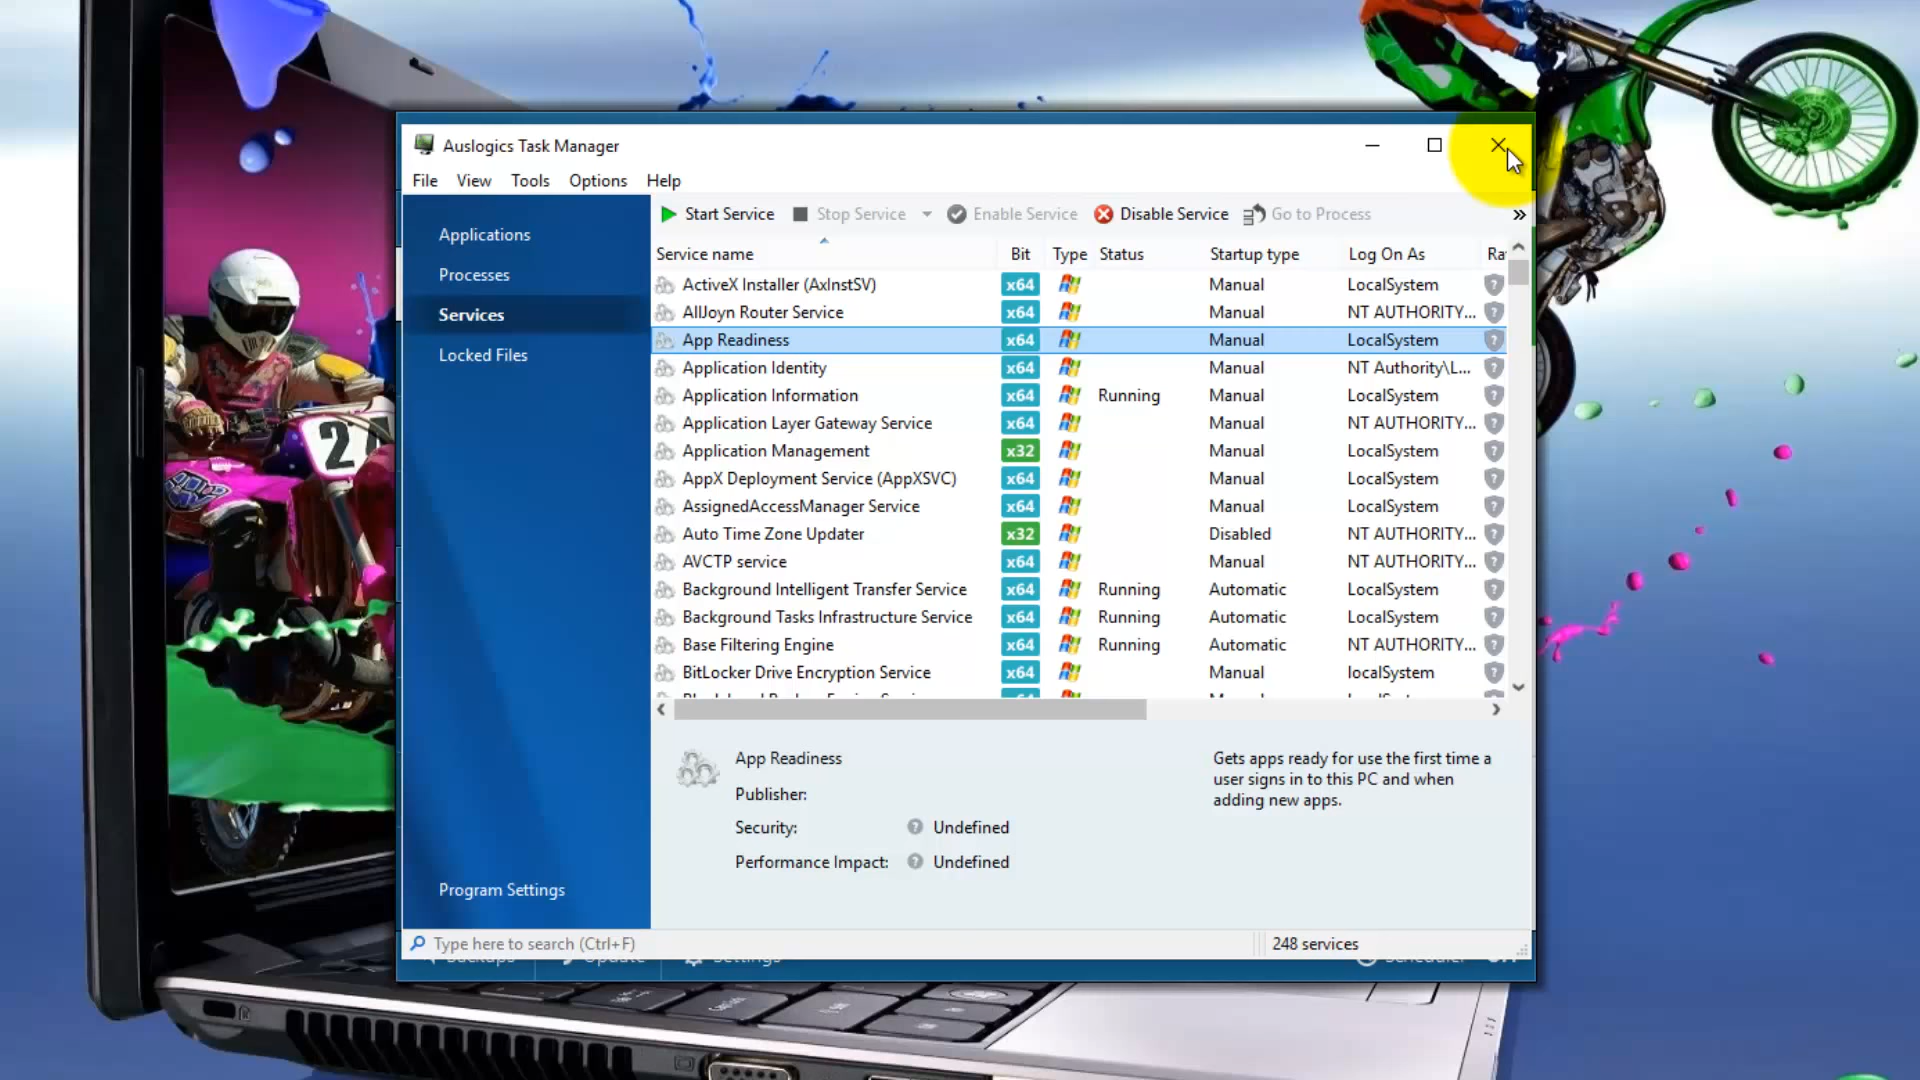 Auslogics Task Manager
File View Tools Options Help
Applications
Processes
Services
Locked Files
Program Settings
Start Service Stop Service Enable Service Disable Service Go to Process »
Service name Bit Type Status Startup type Log On As Ra
ActiveX Installer (AxInstSV) x64 Manual LocalSystem
AllJoyn Router Service x64 Manual NT AUTHORITY...
App Readiness x64 Manual LocalSystem
Application Identity x64 Manual NT Authority\L...
Application Information x64 Running Manual LocalSystem
Application Layer Gateway Service x64 Manual NT AUTHORITY...
Application Management x32 Manual LocalSystem
AppX Deployment Service (AppXSVC) x64 Manual LocalSystem
AssignedAccessManager Service x64 Manual LocalSystem
Auto Time Zone Updater x32 Disabled NT AUTHORITY...
AVCTP service x64 Manual NT AUTHORITY...
Background Intelligent Transfer Service x64 Running Automatic LocalSystem
Background Tasks Infrastructure Service x64 Running Automatic LocalSystem
Base Filtering Engine x64 Running Automatic NT AUTHORITY...
BitLocker Drive Encryption Service x64 Manual localSystem
App Readiness
Publisher:
Security: ? Undefined
Performance Impact: ? Undefined
Gets apps ready for use the first time a
user signs in to this PC and when
adding new apps.
Type here to search (Ctrl+F) 248 services
24